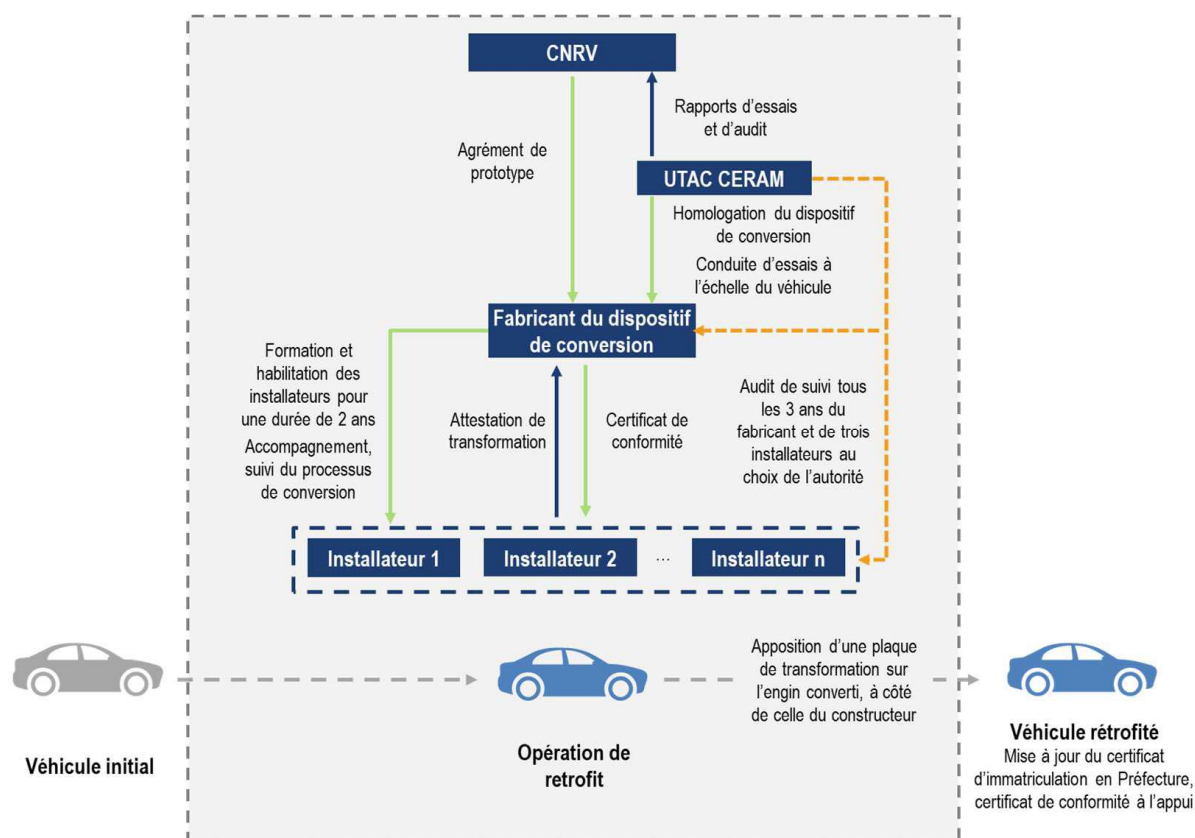 CNRV
Rapports d’essais
et d’audit
Agrément de
prototype
UTAC CERAM
Homologation du dispositif
de conversion
Conduite d’essais à
l’échelle du véhicule
Fabricant du dispositif
de conversion
Formation et
habilitation des
installateurs pour
une durée de 2 ans
Accompagnement,
suivi du processus
de conversion
Attestation de
transformation
Certificat de
conformité
Audit de suivi tous
les 3 ans du
fabricant et de trois
installateurs au
choix de l’autorité
Installateur 1
Installateur 2
...
Installateur n
Apposition d’une plaque
de transformation sur
l’engin converti, à côté
de celle du constructeur
Véhicule initial
Opération de
retrofit
Véhicule rétrofité
Mise à jour du certificat
d’immatriculation en Préfecture,
certificat de conformité à l’appui